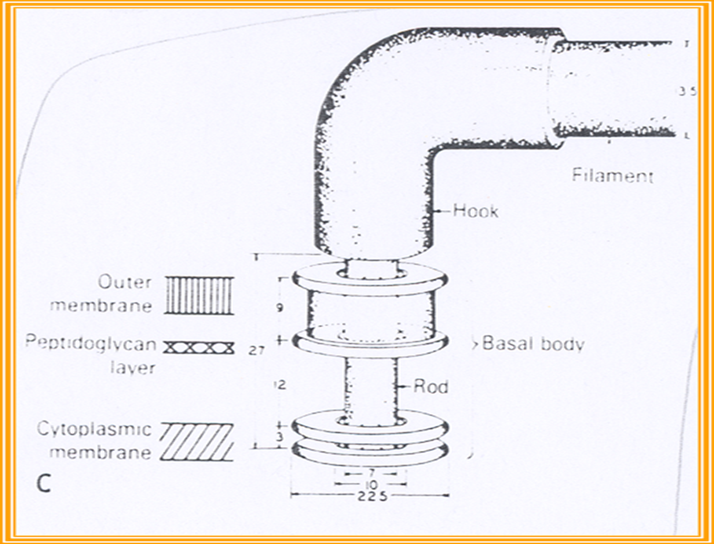 3.5
Filament
Hook
Outer
membrane
9
Peptidoglycan
layer
27
Basal body
12
Rod
Cytoplasmic
membrane
3
7
10
22.5
C